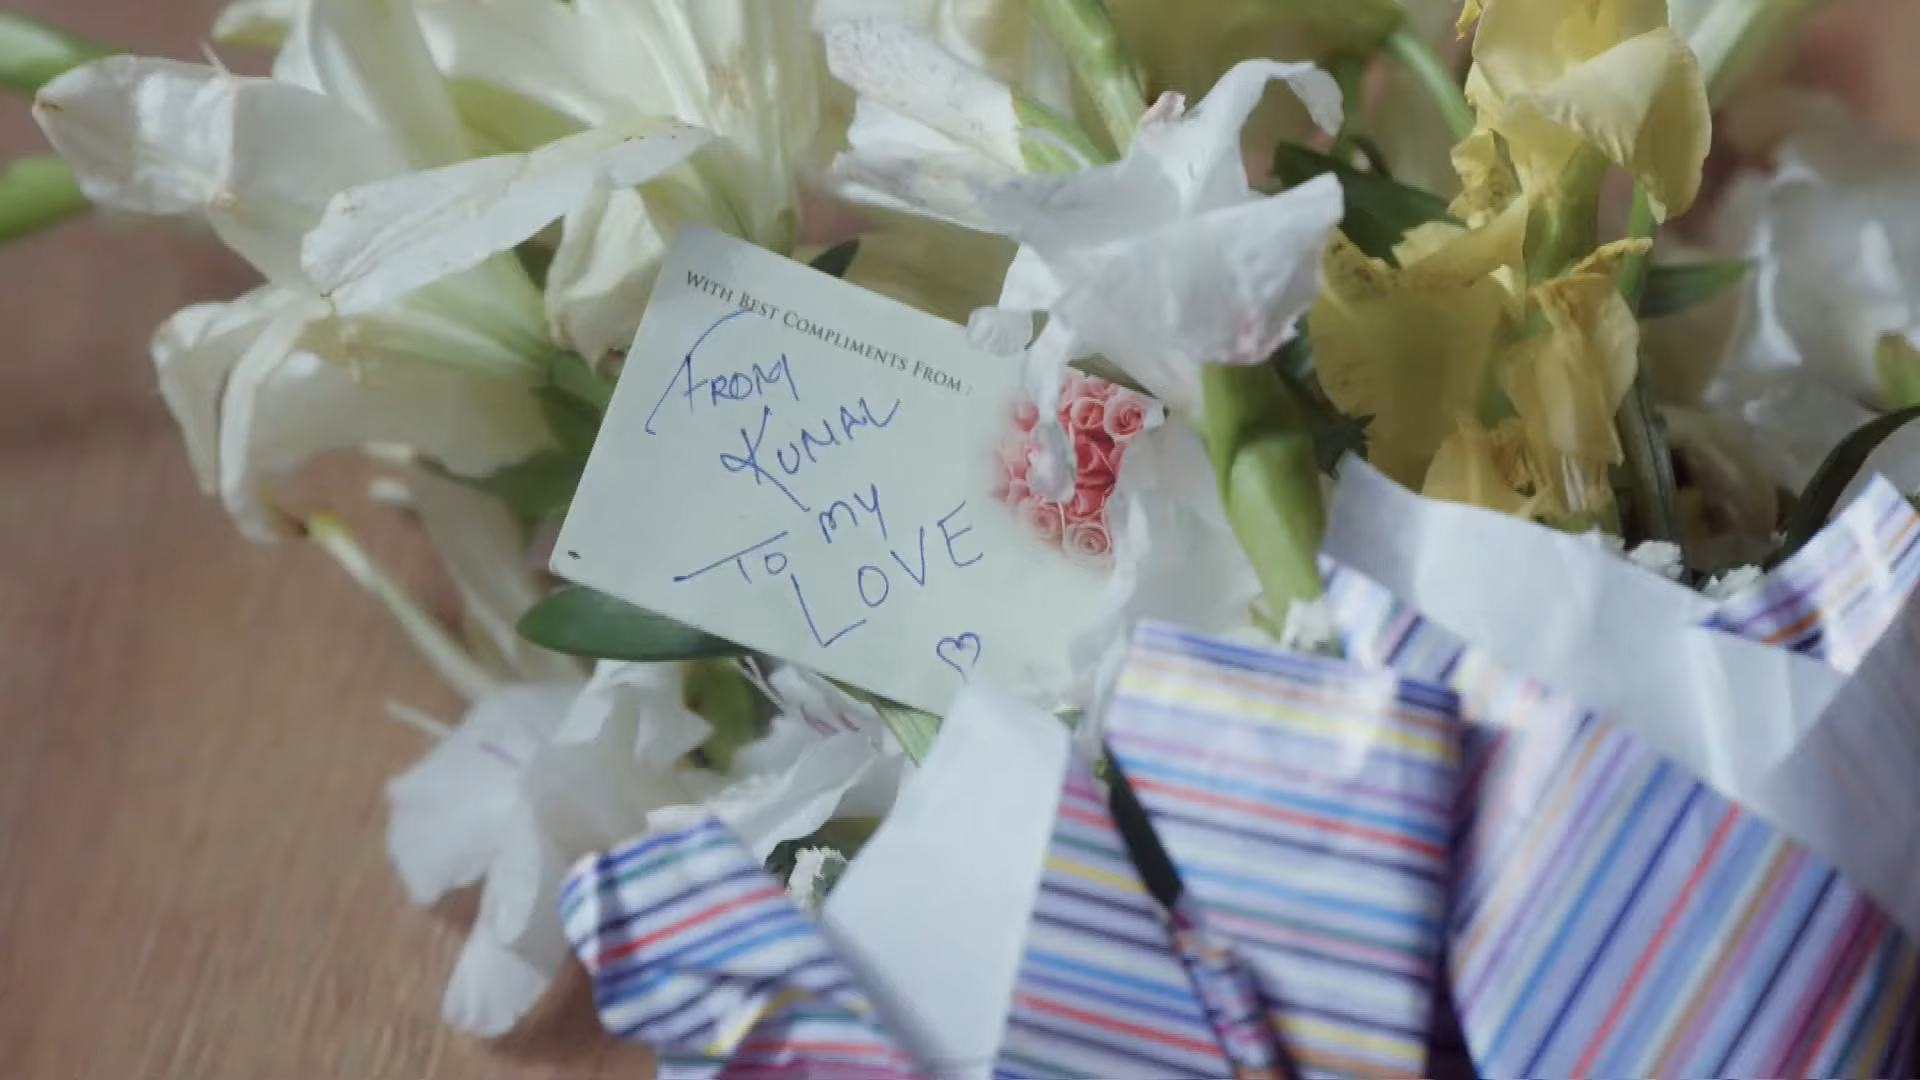 WITH BEST COMPLIMENTS FROM :
FROM
KUNAL
TO MY
LOVE